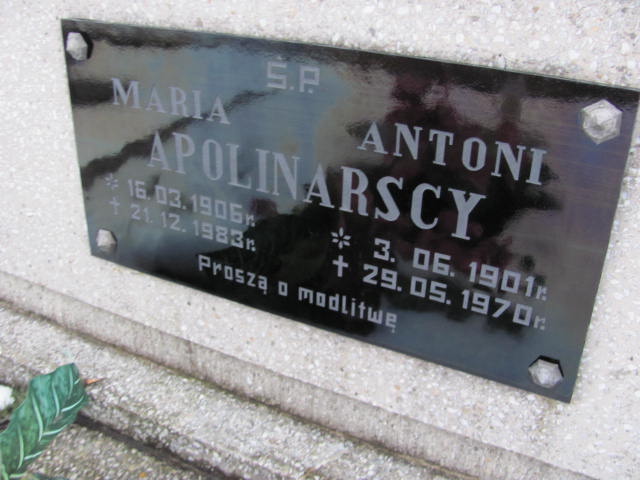 Ś.P.
MARIA ANTONI
APOLINARSCY
* 16.03.1906r. * 3.06.1901r.
† 21.12.1983r. † 29.05.1970r.
Proszą o modlitwę